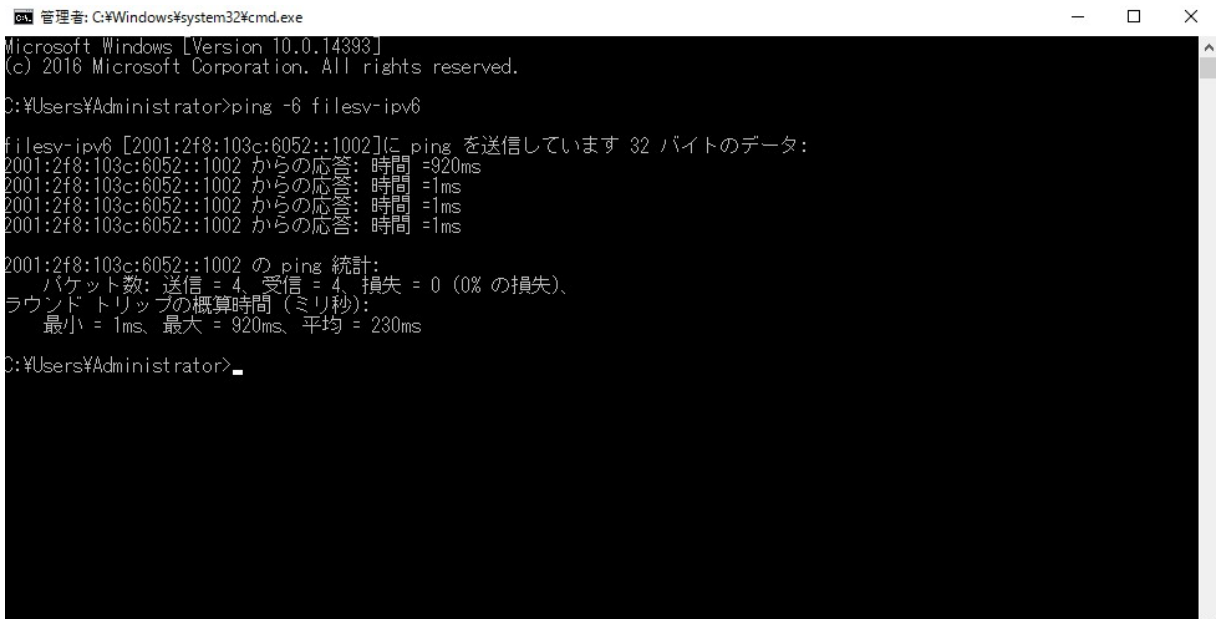 管理者: C:¥Windows¥system32¥cmd.exe
Microsoft Windows [Version 10.0.14393]
(c) 2016 Microsoft Corporation. All rights reserved.
C:¥Users¥Administrator>ping -6 filesv-ipv6
filesv-ipv6 [2001:2f8:103c:6052::1002]に ping を送信しています 32 バイトのデータ:
2001:2f8:103c:6052::1002 からの応答: 時間 =920ms
2001:2f8:103c:6052::1002 からの応答: 時間 =1ms
2001:2f8:103c:6052::1002 からの応答: 時間 =1ms
2001:2f8:103c:6052::1002 からの応答: 時間 =1ms
2001:2f8:103c:6052::1002 の ping 統計:
パケット数: 送信 = 4、受信 = 4、損失 = 0 (0% の損失)、
ラウンド トリップの概算時間 (ミリ秒):
最小 = 1ms、最大 = 920ms、平均 = 230ms
C:¥Users¥Administrator>